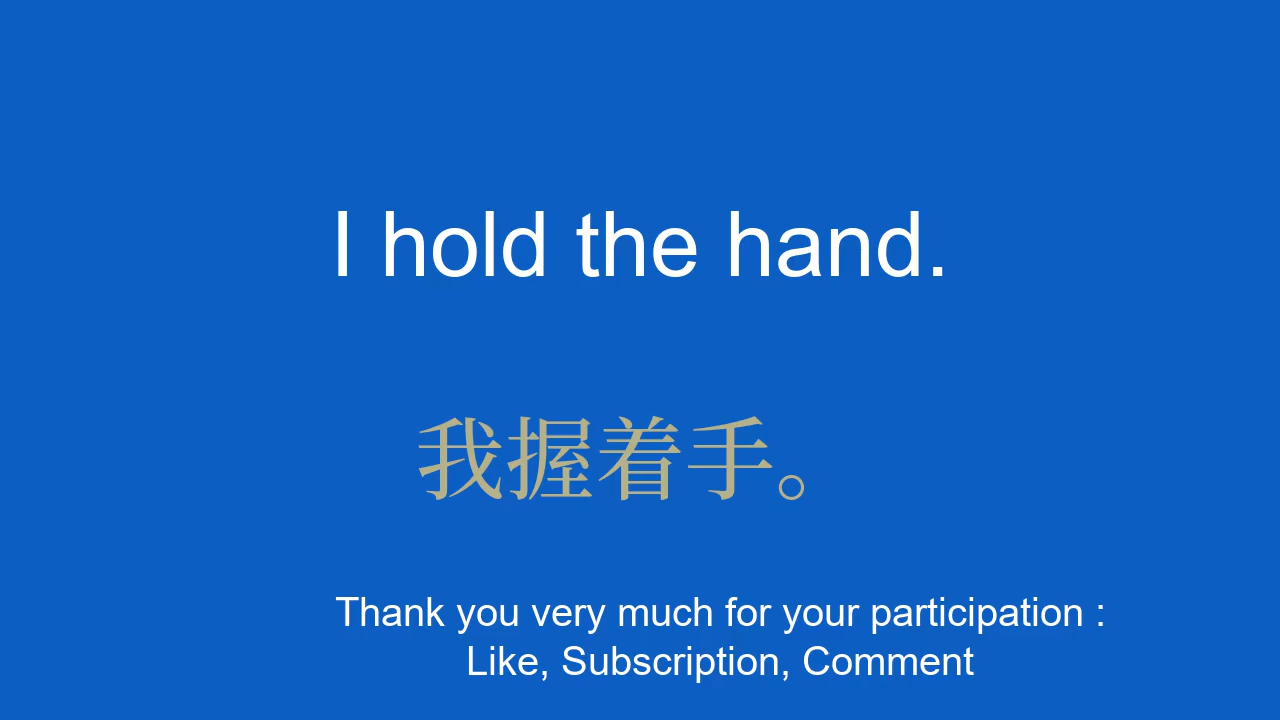 I hold the hand.
我握着手。
Thank you very much for your participation :
Like, Subscription, Comment